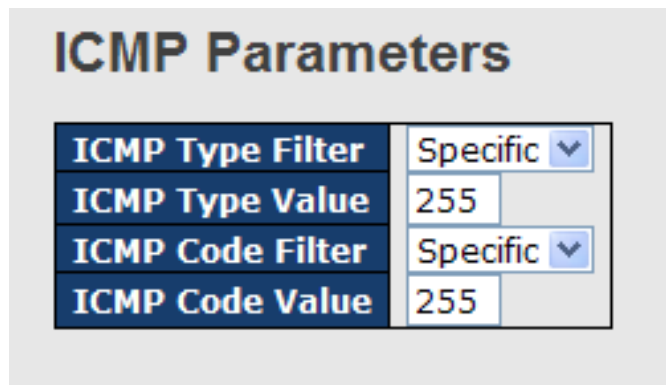 ICMP Parameters
ICMP Type Filter Specific
ICMP Type Value 255
ICMP Code Filter Specific
ICMP Code Value 255